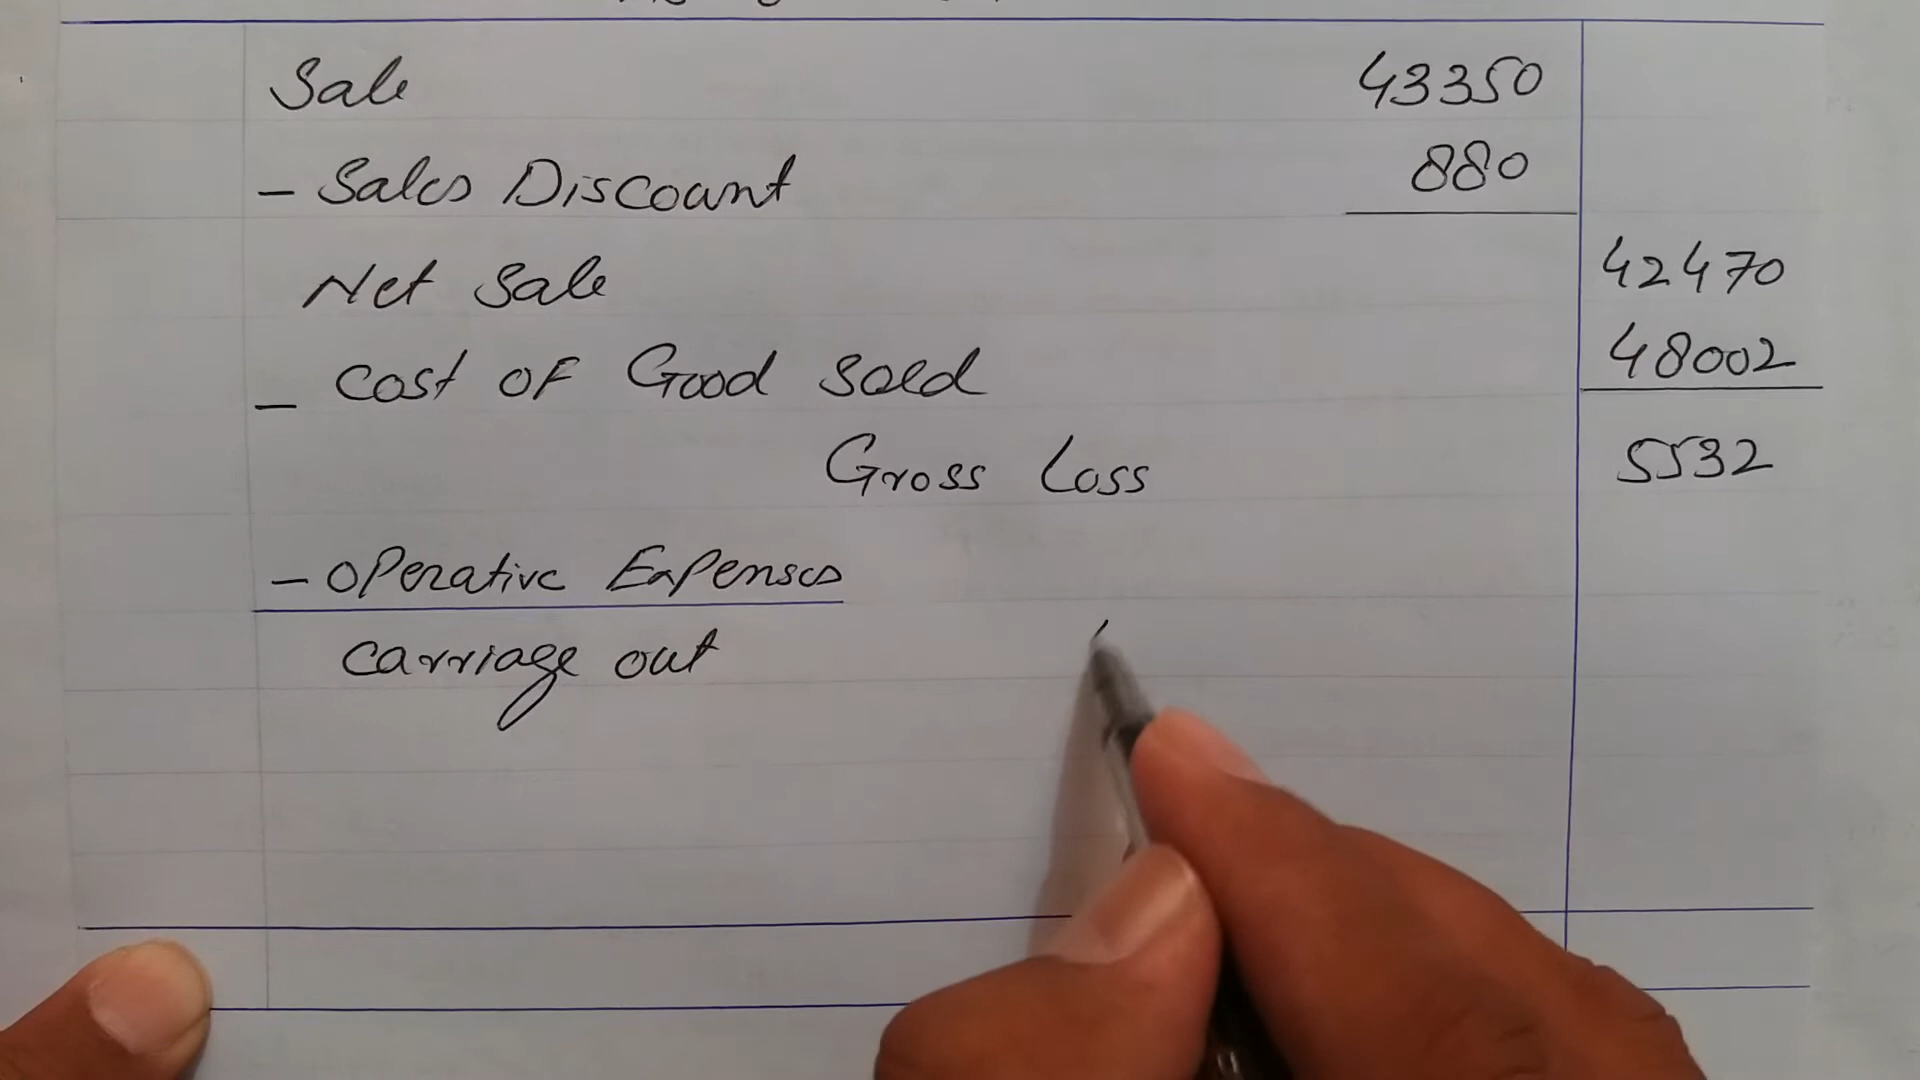 Sale 43350
- Sales Discount 880
Net Sale 42470
- Cost OF Good Sold 48002
Gross Loss 5532
- Operative Expenses
Carriage out